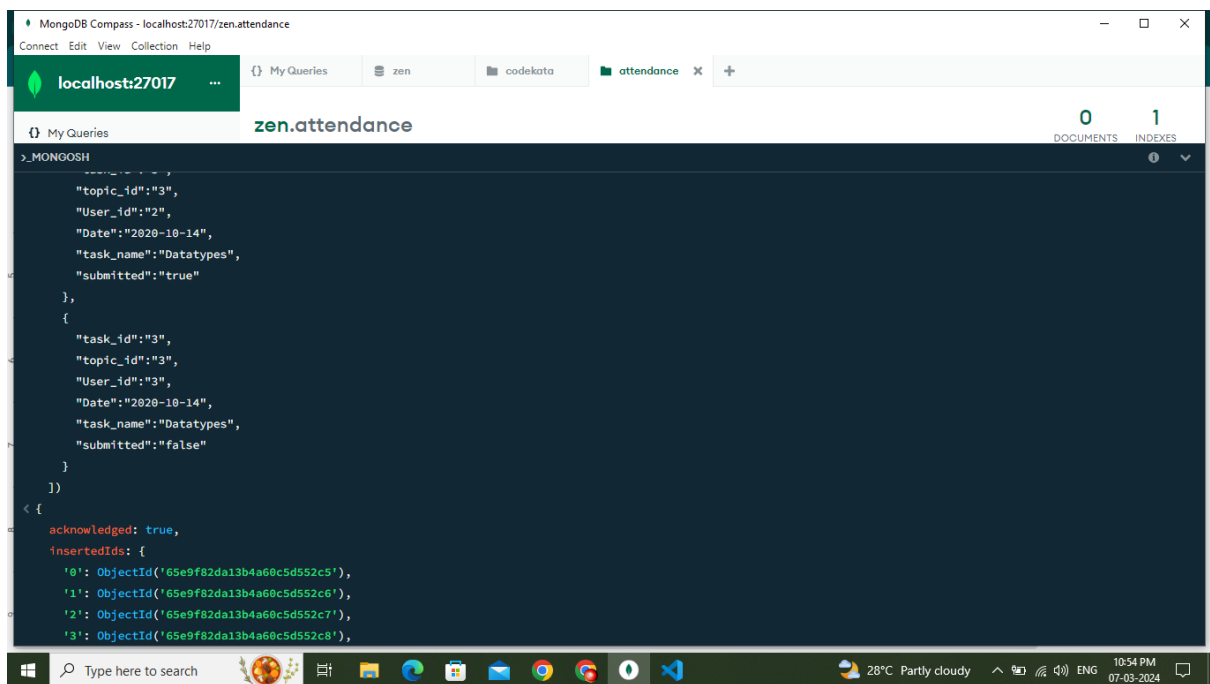 MongoDB Compass - localhost:27017/zen.attendance
Connect Edit View Collection Help
localhost:27017 ...
{} My Queries zen codekata attendance X +
{} My Queries
zen.attendance
0 1
DOCUMENTS INDEXES
>_MONGOSH
"topic_id":"3",
"User_id":"2",
"Date":"2020-10-14",
"task_name":"Datatypes",
"submitted":"true"
},
{
"task_id":"3",
"topic_id":"3",
"User_id":"3",
"Date":"2020-10-14",
"task_name":"Datatypes",
"submitted":"false"
}
])
< {
acknowledged: true,
insertedIds: {
'0': ObjectId('65e9f82da13b4a60c5d552c5'),
'1': ObjectId('65e9f82da13b4a60c5d552c6'),
'2': ObjectId('65e9f82da13b4a60c5d552c7'),
'3': ObjectId('65e9f82da13b4a60c5d552c8'),
Type here to search
28°C Partly cloudy ENG 10:54 PM
07-03-2024